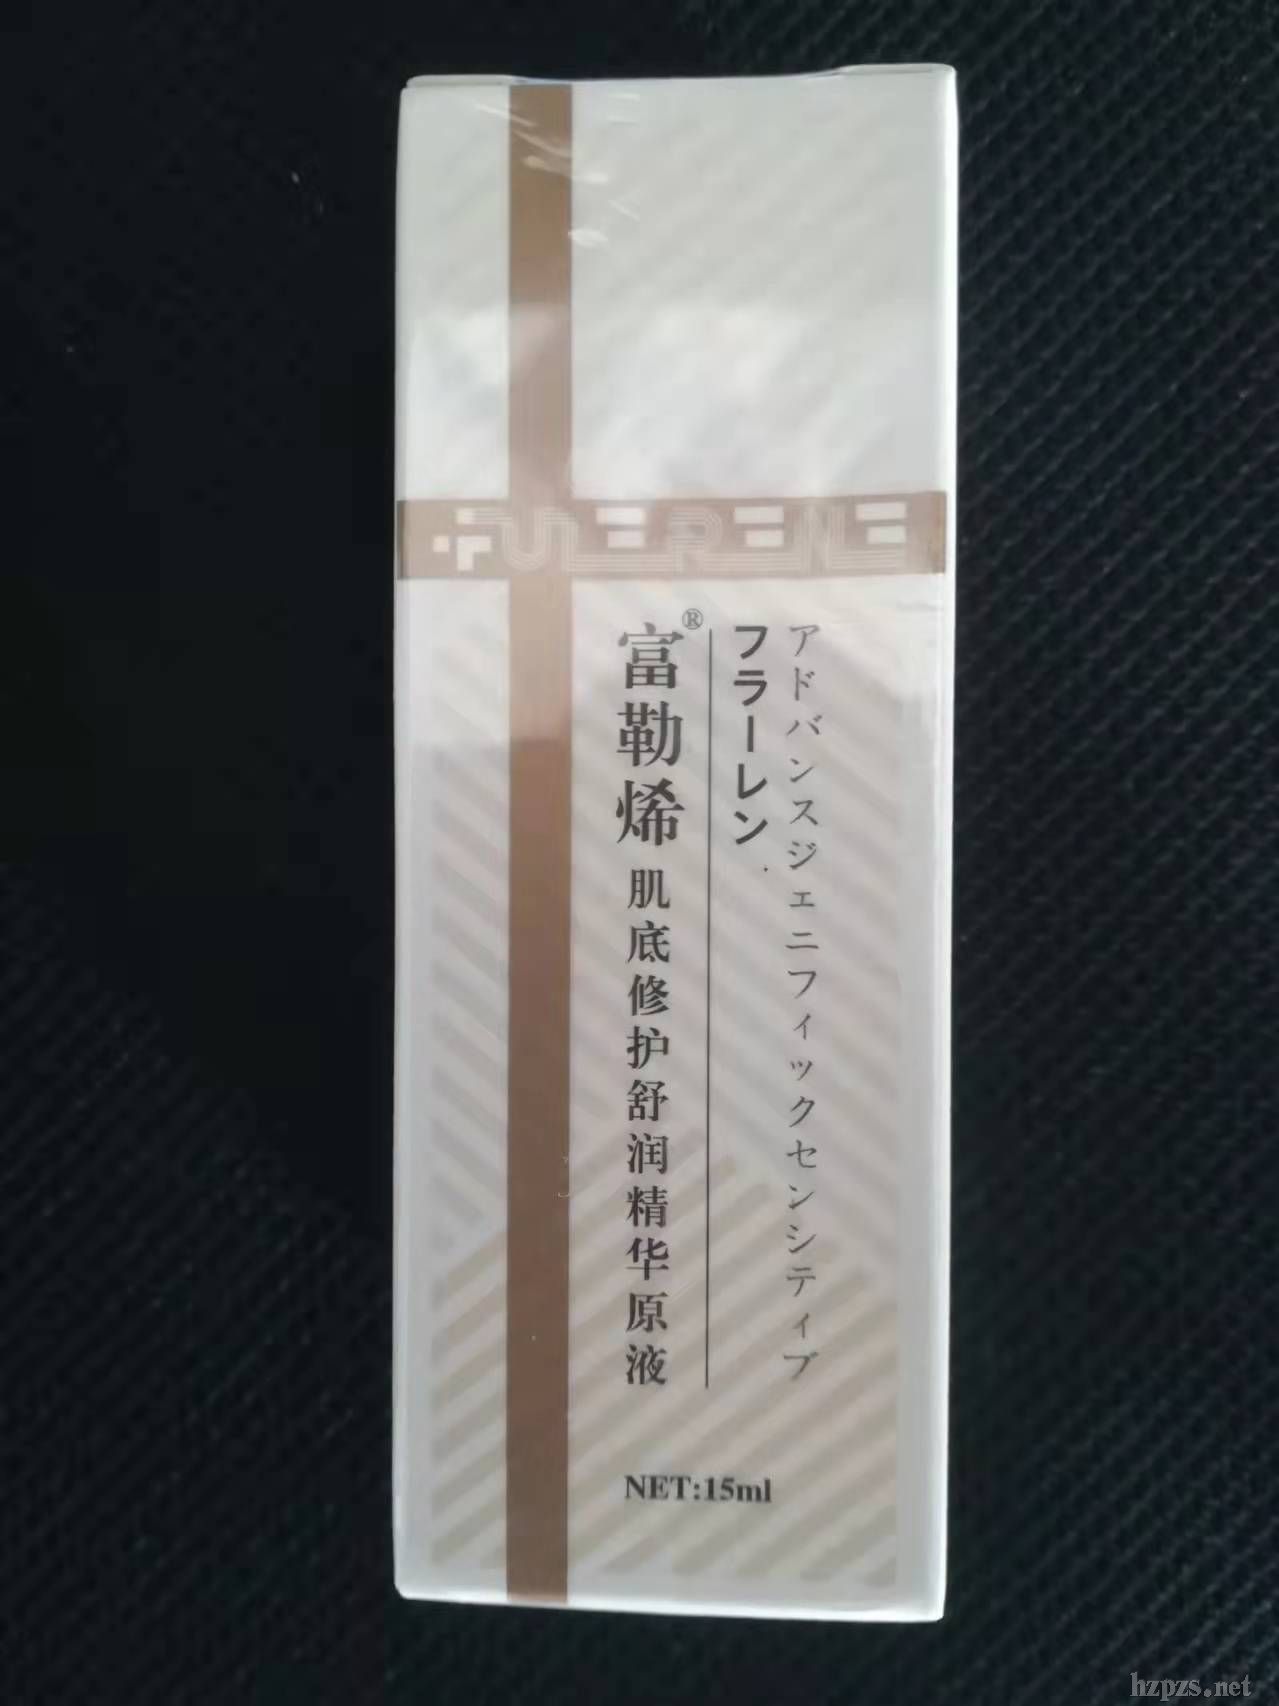 FULERENE
アドバンスジェニフィックセンシティブ
フラーレン
富勒烯®肌底修护舒润精华原液
NET:15ml
hzpzs.net